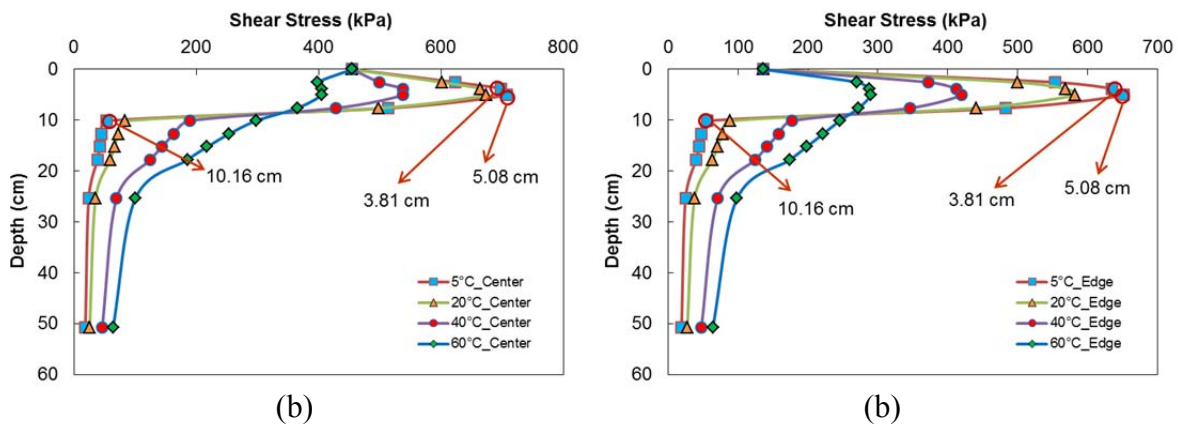 Shear Stress (kPa)
0 200 400 600 800
0
10
20
30
40
50
60
Depth (cm)
10.16 cm
3.81 cm
5.08 cm
5°C_Center
20°C_Center
40°C_Center
60°C_Center
(b)
Shear Stress (kPa)
0 100 200 300 400 500 600 700
0
10
20
30
40
50
60
Depth (cm)
10.16 cm
3.81 cm
5.08 cm
5°C_Edge
20°C_Edge
40°C_Edge
60°C_Edge
(b)